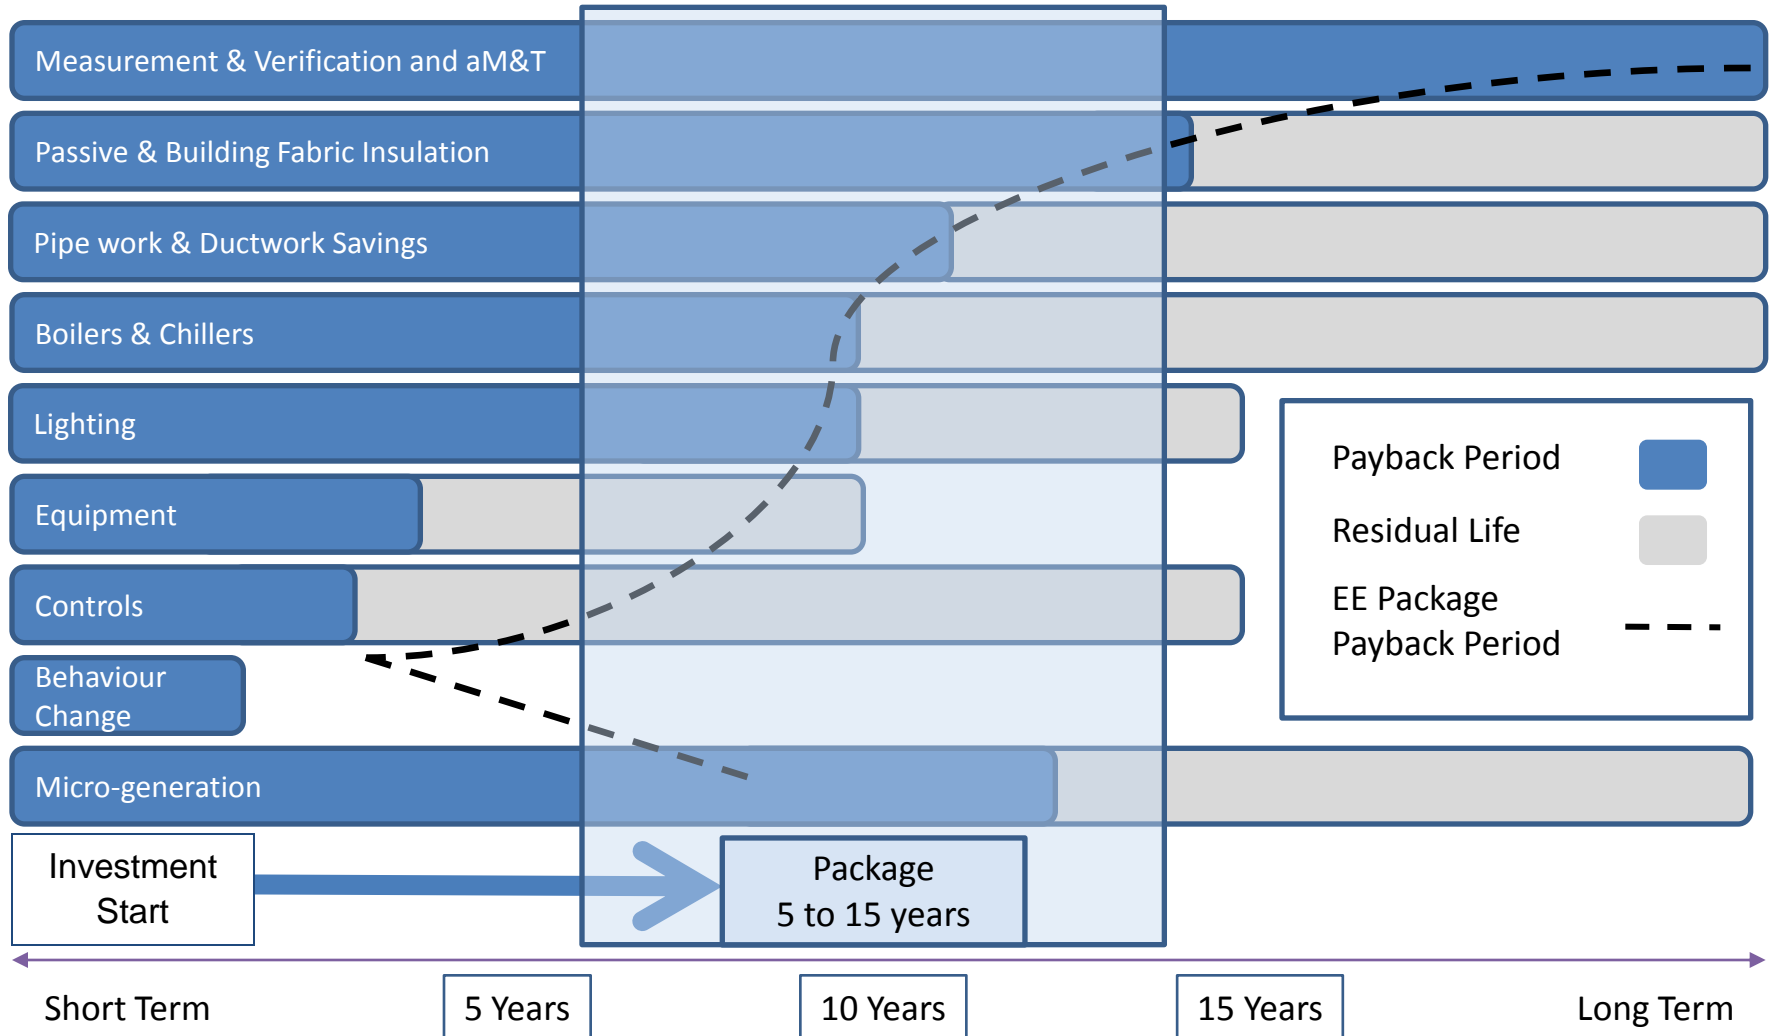 Measurement & Verification and aM&T
Passive & Building Fabric Insulation
Pipe work & Ductwork Savings
Boilers & Chillers
Lighting
Equipment
Controls
Behaviour
Change
Micro-generation
Payback Period
Residual Life
EE Package
Payback Period
Investment
Start
Package
5 to 15 years
Short Term
5 Years
10 Years
15 Years
Long Term